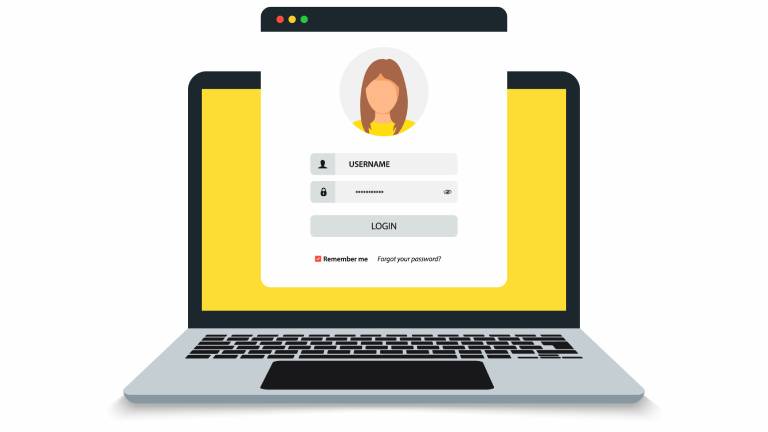 USERNAME
•••••••••••
LOGIN
Remember me Forgot your password?